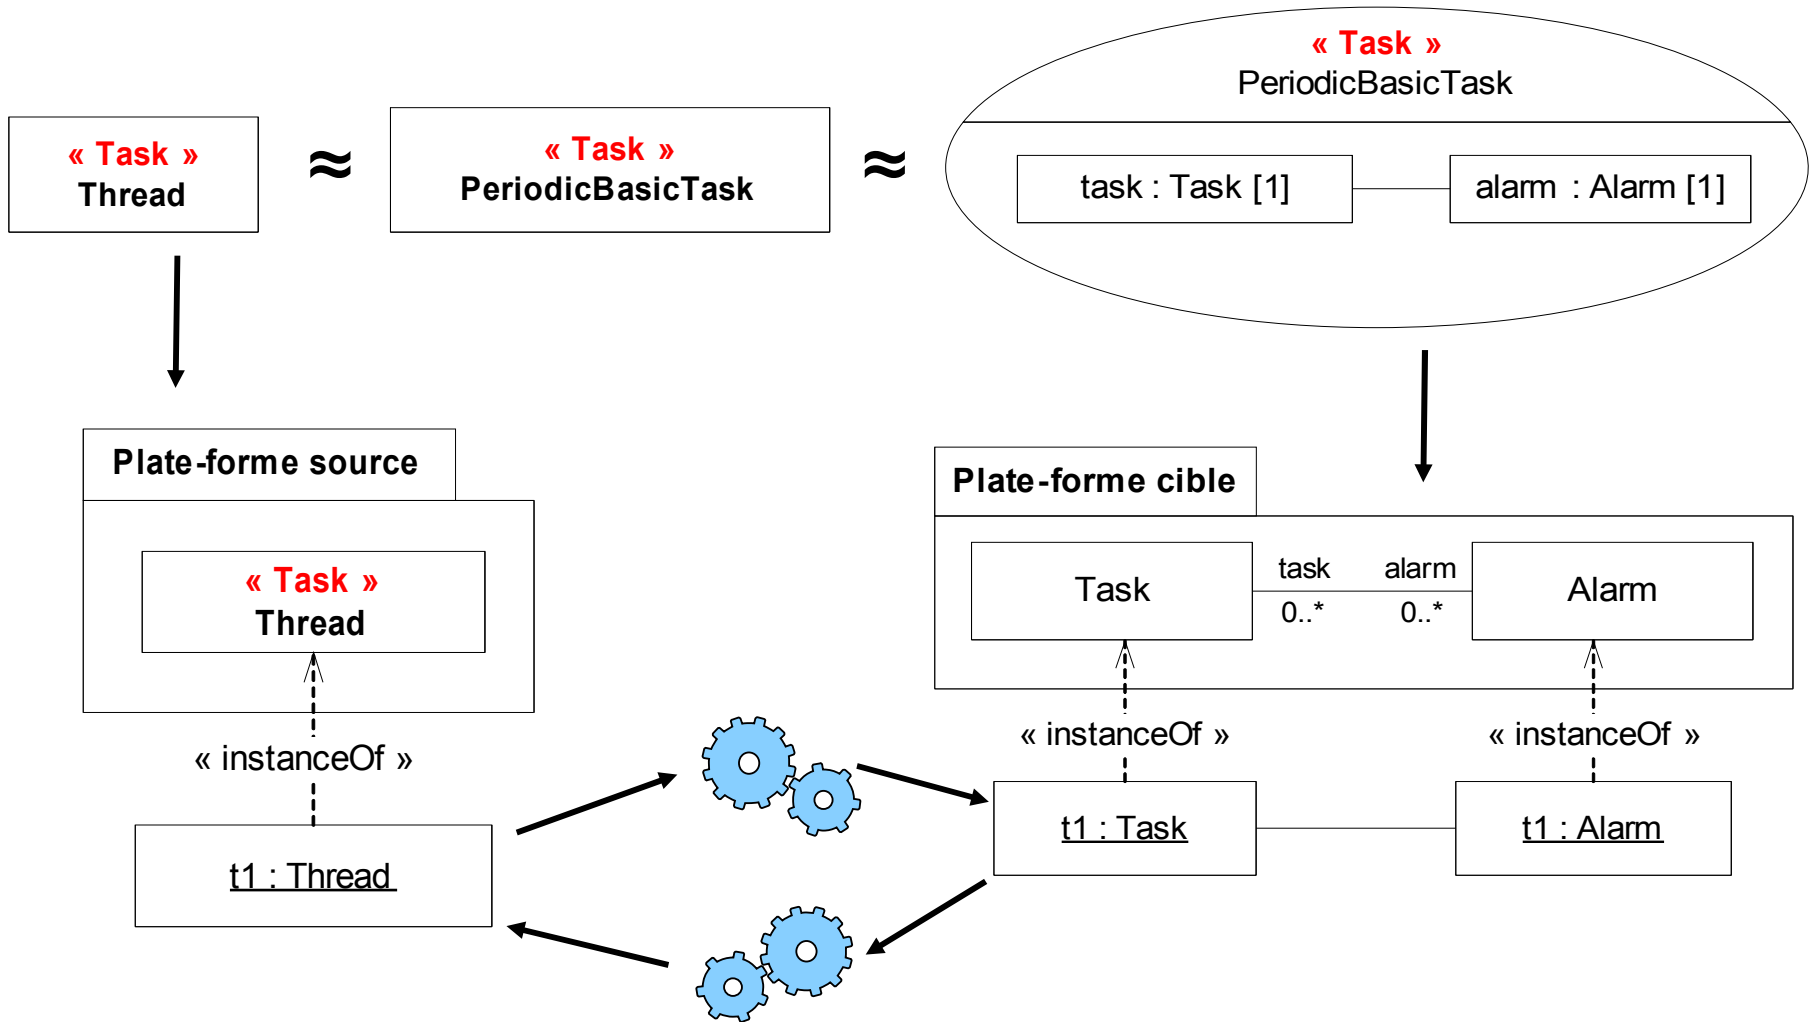 « Task »
Thread
≈
« Task »
PeriodicBasicTask
≈
« Task »
PeriodicBasicTask
task : Task [1]
alarm : Alarm [1]
Plate-forme source
« Task »
Thread
« instanceOf »
t1 : Thread
Plate-forme cible
Task
task
0..*
alarm
0..*
Alarm
« instanceOf »
« instanceOf »
t1 : Task
t1 : Alarm